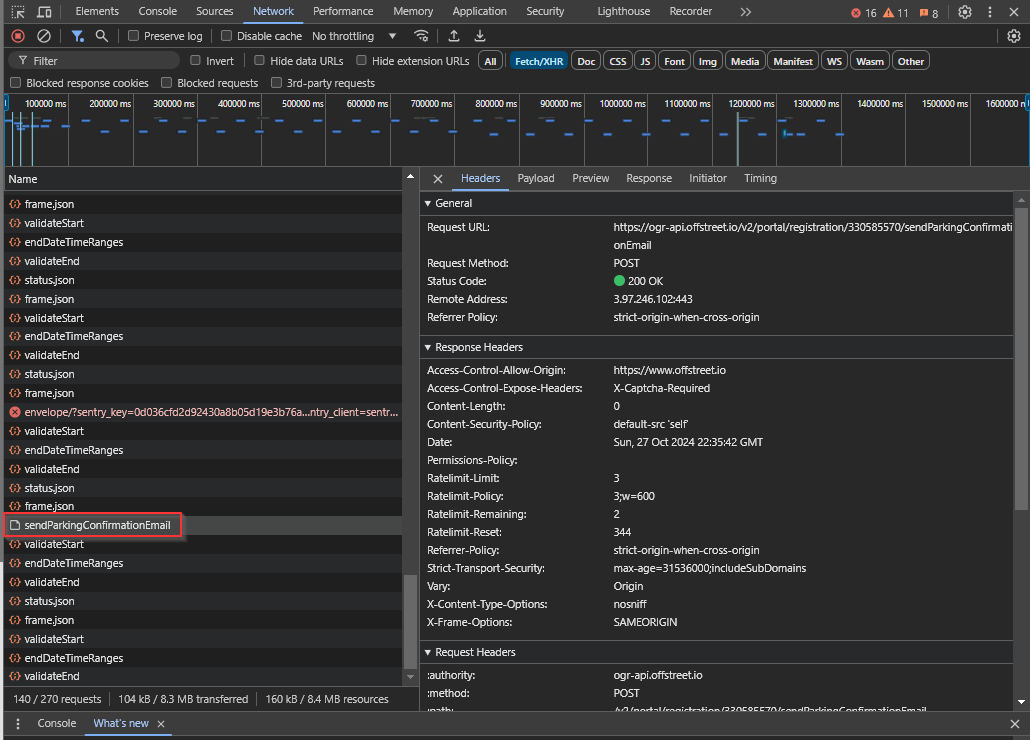 Elements Console Sources Network Performance Memory Application Security Lighthouse Recorder 16 11 8
Preserve log Disable cache No throttling
Filter Invert Hide data URLs Hide extension URLs All Fetch/XHR Doc CSS JS Font Img Media Manifest WS Wasm Other
Blocked response cookies Blocked requests 3rd-party requests
100000 ms 200000 ms 300000 ms 400000 ms 500000 ms 600000 ms 700000 ms 800000 ms 900000 ms 1000000 ms 1100000 ms 1200000 ms 1300000 ms 1400000 ms 1500000 ms 1600000
Name
frame.json
validateStart
endDateTimeRanges
validateEnd
status.json
frame.json
validateStart
endDateTimeRanges
validateEnd
status.json
frame.json
envelope/?sentry_key=0d036cfd2d92430a8b05d19e3b76a...ntry_client=sentr...
validateStart
endDateTimeRanges
validateEnd
status.json
frame.json
sendParkingConfirmationEmail
validateStart
endDateTimeRanges
validateEnd
status.json
frame.json
validateStart
endDateTimeRanges
validateEnd
140 / 270 requests 104 kB / 8.3 MB transferred 160 kB / 8.4 MB resources
Headers Payload Preview Response Initiator Timing
General
Request URL: https://ogr-api.offstreet.io/v2/portal/registration/330585570/sendParkingConfirmati
onEmail
Request Method: POST
Status Code: 200 OK
Remote Address: 3.97.246.102:443
Referrer Policy: strict-origin-when-cross-origin
Response Headers
Access-Control-Allow-Origin: https://www.offstreet.io
Access-Control-Expose-Headers: X-Captcha-Required
Content-Length: 0
Content-Security-Policy: default-src 'self'
Date: Sun, 27 Oct 2024 22:35:42 GMT
Permissions-Policy:
Ratelimit-Limit: 3
Ratelimit-Policy: 3;w=600
Ratelimit-Remaining: 2
Ratelimit-Reset: 344
Referrer-Policy: strict-origin-when-cross-origin
Strict-Transport-Security: max-age=31536000;includeSubDomains
Vary: Origin
X-Content-Type-Options: nosniff
X-Frame-Options: SAMEORIGIN
Request Headers
:authority: ogr-api.offstreet.io
:method: POST
:path: /v2/portal/registration/330585570/sendParkingConfirmationEmail
Console What's new